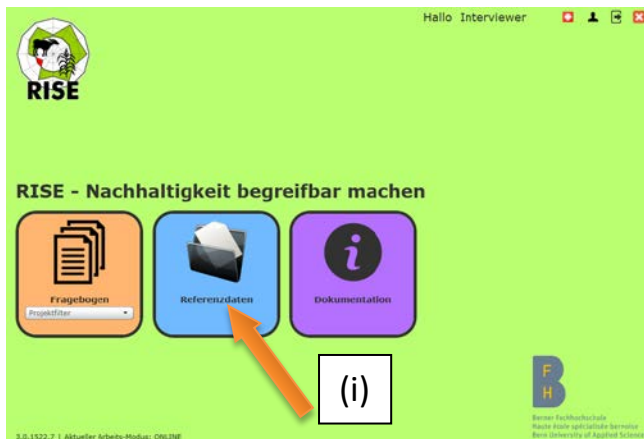 Hallo Interviewer
RISE
RISE - Nachhaltigkeit begreifbar machen
Fragebogen
Projektfilter
Referenzdaten
Dokumentation
(i)
B
F
H
Berner Fachhochschule
Haute école spécialisée bernoise
Bern University of Applied Sciences
3.0.1522.7 | Aktueller Arbeits-Modus: ONLINE